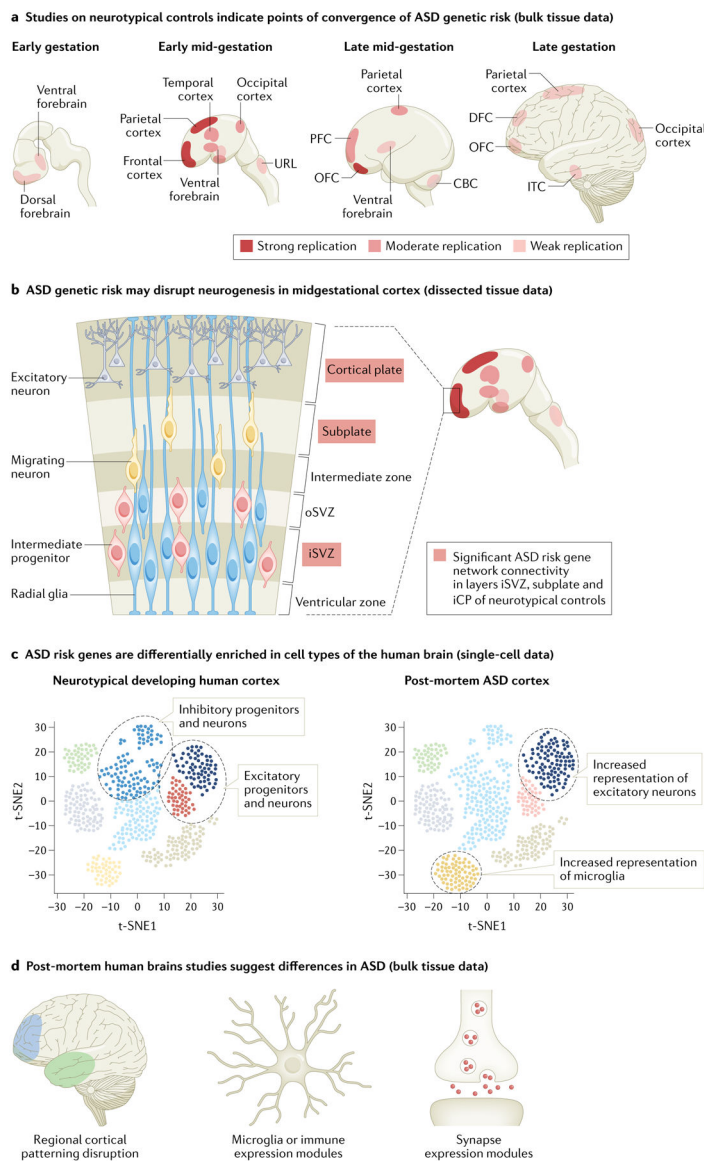 a Studies on neurotypical controls indicate points of convergence of ASD genetic risk (bulk tissue data)
Early gestation
Early mid-gestation
Late mid-gestation
Late gestation
Ventral
forebrain
Dorsal
forebrain
Temporal
cortex
Occipital
cortex
Parietal
cortex
Frontal
cortex
Ventral
forebrain
URL
Parietal
cortex
PFC
OFC
Ventral
forebrain
CBC
Parietal
cortex
DFC
OFC
Occipital
cortex
ITC
Strong replication
Moderate replication
Weak replication
b ASD genetic risk may disrupt neurogenesis in midgestational cortex (dissected tissue data)
Excitatory
neuron
Migrating
neuron
Intermediate
progenitor
Radial glia
Cortical plate
Subplate
Intermediate zone
oSVZ
iSVZ
Ventricular zone
Significant ASD risk gene
network connectivity
in layers iSVZ, subplate and
iCP of neurotypical controls
c ASD risk genes are differentially enriched in cell types of the human brain (single-cell data)
Neurotypical developing human cortex
Inhibitory progenitors
and neurons
Excitatory
progenitors
and neurons
t-SNE2
30
20
10
0
−10
−20
−30
−30 −20 −10 0 10 20 30
t-SNE1
Post-mortem ASD cortex
Increased
representation of
excitatory neurons
Increased representation
of microglia
t-SNE2
30
20
10
0
−10
−20
−30
−30 −20 −10 0 10 20 30
t-SNE1
d Post-mortem human brains studies suggest differences in ASD (bulk tissue data)
Regional cortical
patterning disruption
Microglia or immune
expression modules
Synapse
expression modules